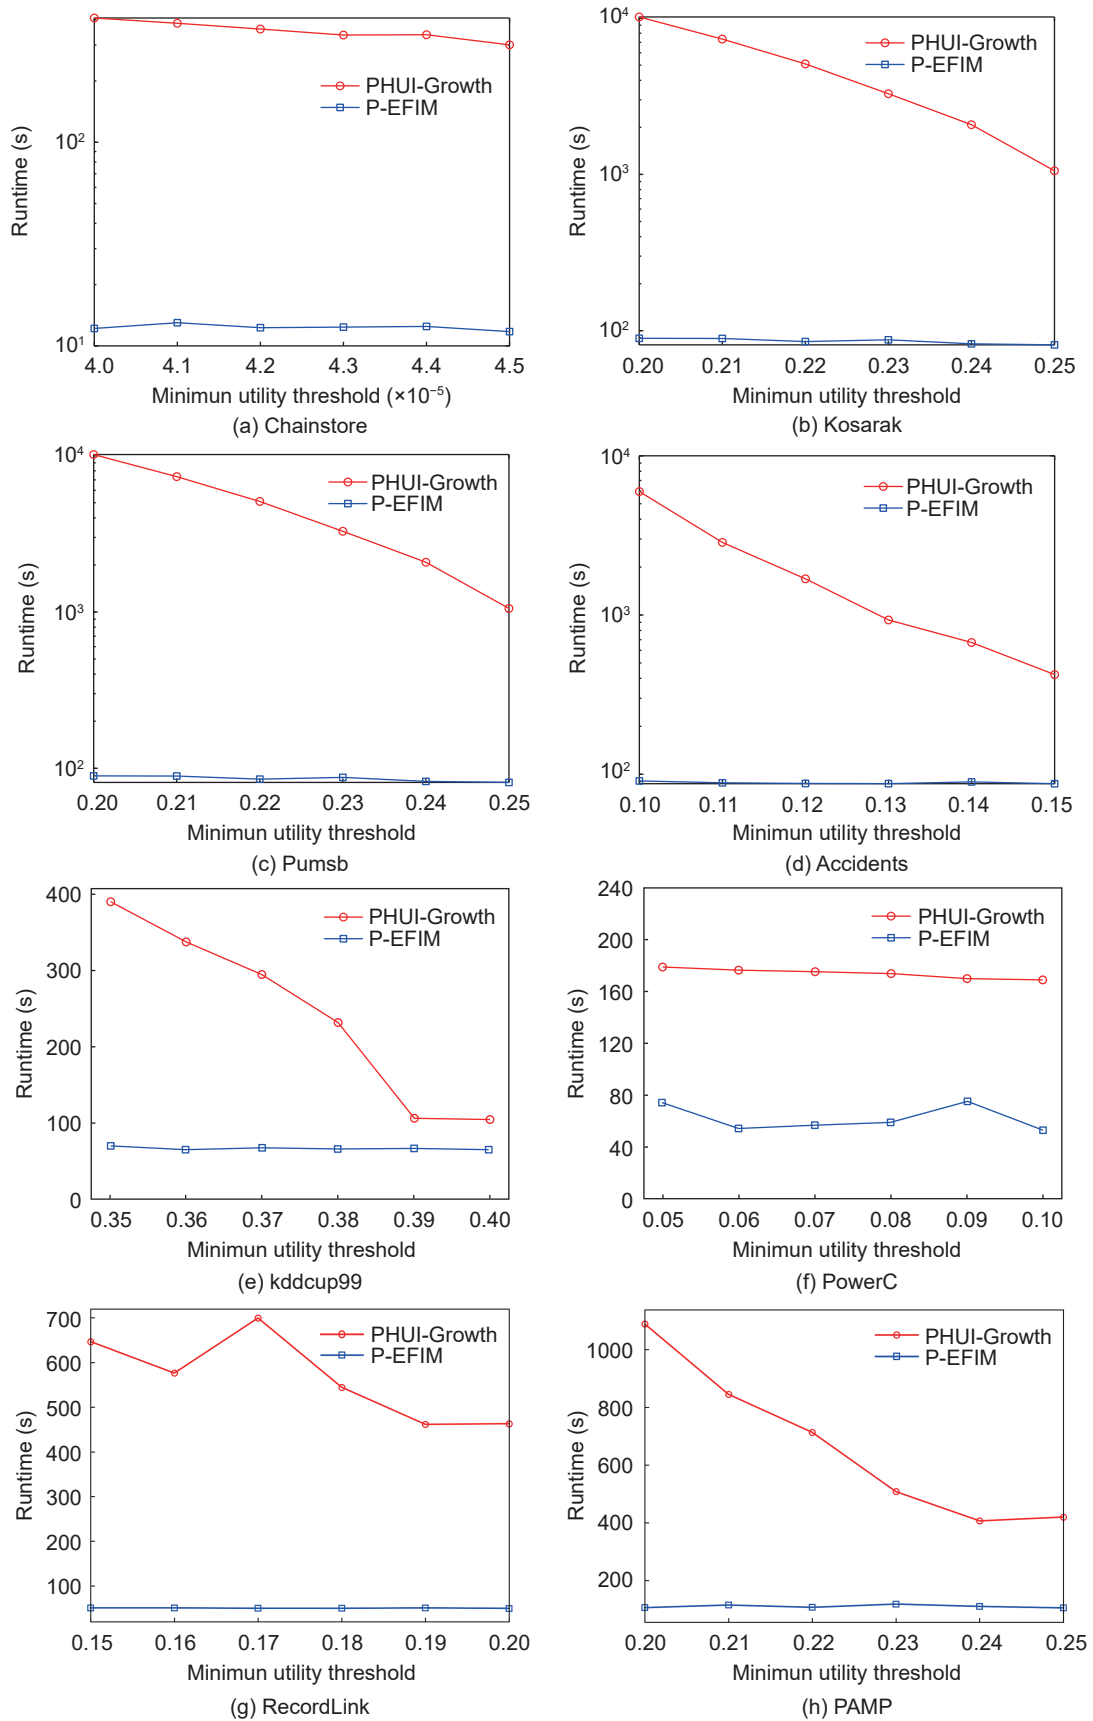 PHUI-Growth
P-EFIM
Runtime (s)
10²
10¹
4.0 4.1 4.2 4.3 4.4 4.5
Minimun utility threshold (×10⁻⁵)
(a) Chainstore
10⁴
PHUI-Growth
P-EFIM
Runtime (s)
10³
10²
0.20 0.21 0.22 0.23 0.24 0.25
Minimun utility threshold
(b) Kosarak
10⁴
PHUI-Growth
P-EFIM
Runtime (s)
10³
10²
0.20 0.21 0.22 0.23 0.24 0.25
Minimun utility threshold
(c) Pumsb
10⁴
PHUI-Growth
P-EFIM
Runtime (s)
10³
10²
0.10 0.11 0.12 0.13 0.14 0.15
Minimun utility threshold
(d) Accidents
400
PHUI-Growth
P-EFIM
300
Runtime (s)
200
100
0
0.35 0.36 0.37 0.38 0.39 0.40
Minimun utility threshold
(e) kddcup99
240
PHUI-Growth
P-EFIM
200
160
Runtime (s)
120
80
40
0
0.05 0.06 0.07 0.08 0.09 0.10
Minimun utility threshold
(f) PowerC
700
PHUI-Growth
P-EFIM
600
500
Runtime (s)
400
300
200
50
0.15 0.16 0.17 0.18 0.19 0.20
Minimun utility threshold
(g) RecordLink
PHUI-Growth
P-EFIM
1000
800
Runtime (s)
600
400
200
0.20 0.21 0.22 0.23 0.24 0.25
Minimun utility threshold
(h) PAMP